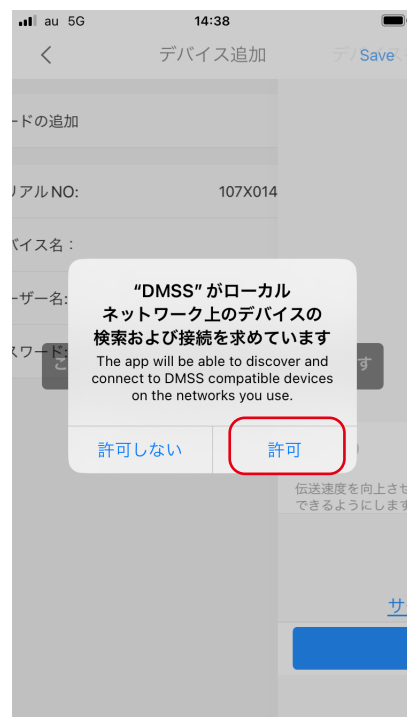 au 5G 14:38
デバイス追加
Save
ードの追加
リアルNO: 107X014
バイス名：
ーザー名:
スワード:
“DMSS”がローカル
ネットワーク上のデバイスの
検索および接続を求めています
The app will be able to discover and
connect to DMSS compatible devices
on the networks you use.
こ
す
許可しない 許可
伝送速度を向上させ
できるようにします
サ